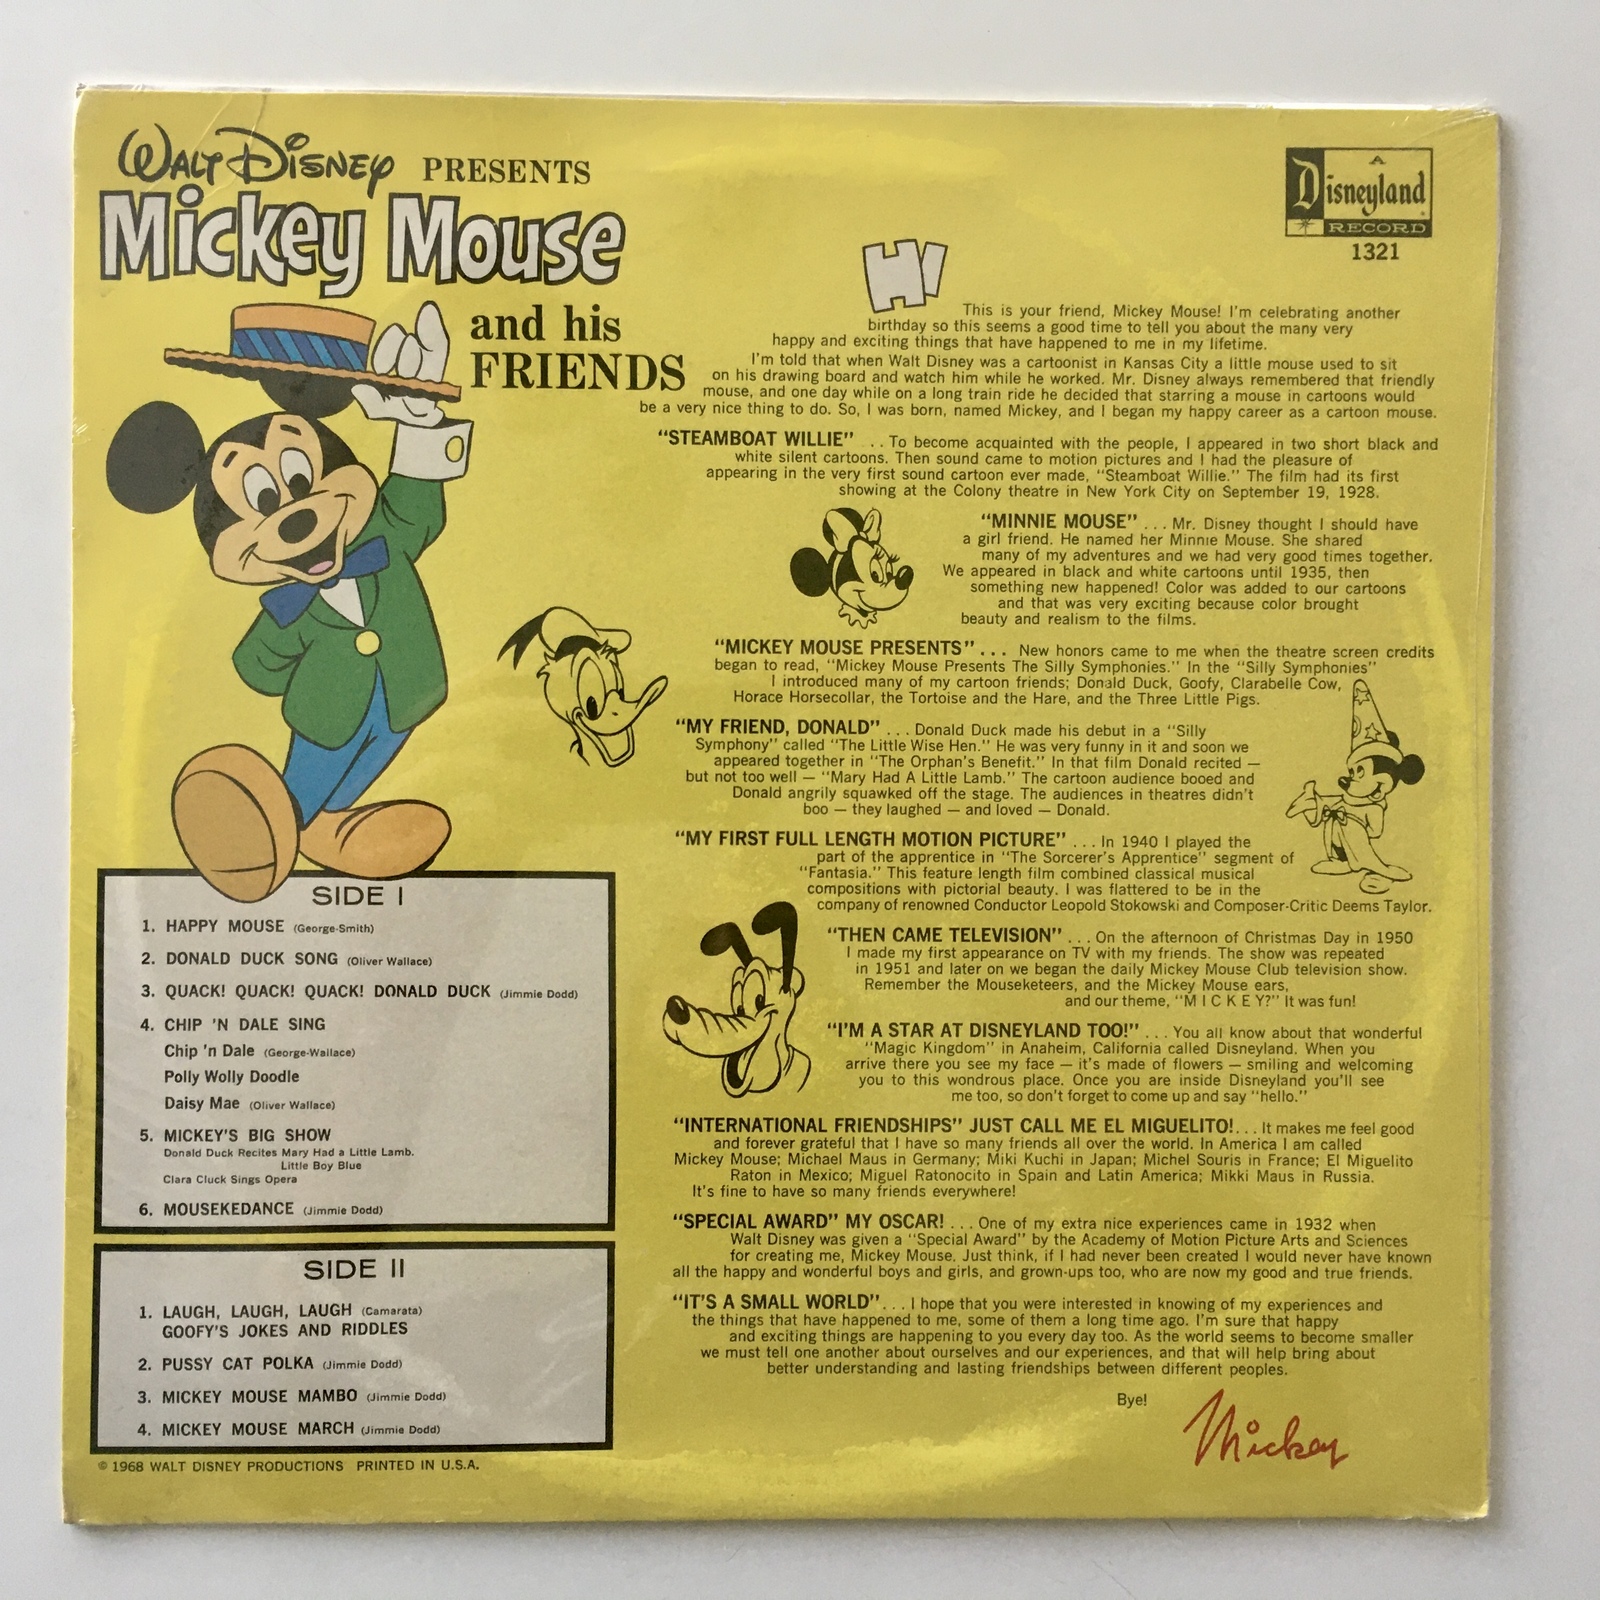 WALT DISNEY PRESENTS
Mickey Mouse
and his
FRIENDS
A
Disneyland
RECORD
1321
HI
This is your friend, Mickey Mouse! I'm celebrating another
birthday so this seems a good time to tell you about the many very
happy and exciting things that have happened to me in my lifetime.
I'm told that when Walt Disney was a cartoonist in Kansas City a little mouse used to sit
on his drawing board and watch him while he worked. Mr. Disney always remembered that friendly
mouse, and one day while on a long train ride he decided that starring a mouse in cartoons would
be a very nice thing to do. So, I was born, named Mickey, and I began my happy career as a cartoon mouse.
"STEAMBOAT WILLIE" . . To become acquainted with the people, I appeared in two short black and
white silent cartoons. Then sound came to motion pictures and I had the pleasure of
appearing in the very first sound cartoon ever made, "Steamboat Willie." The film had its first
showing at the Colony theatre in New York City on September 19, 1928.
"MINNIE MOUSE" . . . Mr. Disney thought I should have
a girl friend. He named her Minnie Mouse. She shared
many of my adventures and we had very good times together.
We appeared in black and white cartoons until 1935, then
something new happened! Color was added to our cartoons
and that was very exciting because color brought
beauty and realism to the films.
"MICKEY MOUSE PRESENTS" . . . New honors came to me when the theatre screen credits
began to read, "Mickey Mouse Presents The Silly Symphonies." In the "Silly Symphonies"
I introduced many of my cartoon friends; Donald Duck, Goofy, Clarabelle Cow,
Horace Horsecollar, the Tortoise and the Hare, and the Three Little Pigs.
"MY FRIEND, DONALD" . . . Donald Duck made his debut in a "Silly
Symphony" called "The Little Wise Hen." He was very funny in it and soon we
appeared together in "The Orphan's Benefit." In that film Donald recited —
but not too well — "Mary Had A Little Lamb." The cartoon audience booed and
Donald angrily squawked off the stage. The audiences in theatres didn't
boo — they laughed — and loved — Donald.
"MY FIRST FULL LENGTH MOTION PICTURE" . . . In 1940 I played the
part of the apprentice in "The Sorcerer's Apprentice" segment of
"Fantasia." This feature length film combined classical musical
compositions with pictorial beauty. I was flattered to be in the
company of renowned Conductor Leopold Stokowski and Composer-Critic Deems Taylor.
"THEN CAME TELEVISION" . . . On the afternoon of Christmas Day in 1950
I made my first appearance on TV with my friends. The show was repeated
in 1951 and later on we began the daily Mickey Mouse Club television show.
Remember the Mouseketeers, and the Mickey Mouse ears,
and our theme, "M I C K E Y?" It was fun!
"I'M A STAR AT DISNEYLAND TOO!" . . . You all know about that wonderful
"Magic Kingdom" in Anaheim, California called Disneyland. When you
arrive there you see my face — it's made of flowers — smiling and welcoming
you to this wondrous place. Once you are inside Disneyland you'll see
me too, so don't forget to come up and say "hello."
"INTERNATIONAL FRIENDSHIPS" JUST CALL ME EL MIGUELITO!. . . It makes me feel good
and forever grateful that I have so many friends all over the world. In America I am called
Mickey Mouse; Michael Maus in Germany; Miki Kuchi in Japan; Michel Souris in France; El Miguelito
Raton in Mexico; Miguel Ratonocito in Spain and Latin America; Mikki Maus in Russia.
It's fine to have so many friends everywhere!
"SPECIAL AWARD" MY OSCAR! . . . One of my extra nice experiences came in 1932 when
Walt Disney was given a "Special Award" by the Academy of Motion Picture Arts and Sciences
for creating me, Mickey Mouse. Just think, if I had never been created I would never have known
all the happy and wonderful boys and girls, and grown-ups too, who are now my good and true friends.
"IT'S A SMALL WORLD". . . I hope that you were interested in knowing of my experiences and
the things that have happened to me, some of them a long time ago. I'm sure that happy
and exciting things are happening to you every day too. As the world seems to become smaller
we must tell one another about ourselves and our experiences, and that will help bring about
better understanding and lasting friendships between different peoples.
Bye!
Mickey
SIDE I
1. HAPPY MOUSE (George-Smith)
2. DONALD DUCK SONG (Oliver Wallace)
3. QUACK! QUACK! QUACK! DONALD DUCK (Jimmie Dodd)
4. CHIP 'N DALE SING
Chip 'n Dale (George-Wallace)
Polly Wolly Doodle
Daisy Mae (Oliver Wallace)
5. MICKEY'S BIG SHOW
Donald Duck Recites Mary Had a Little Lamb.
Little Boy Blue
Clara Cluck Sings Opera
6. MOUSEKEDANCE (Jimmie Dodd)
SIDE II
1. LAUGH, LAUGH, LAUGH (Camarata)
GOOFY'S JOKES AND RIDDLES
2. PUSSY CAT POLKA (Jimmie Dodd)
3. MICKEY MOUSE MAMBO (Jimmie Dodd)
4. MICKEY MOUSE MARCH (Jimmie Dodd)
© 1968 WALT DISNEY PRODUCTIONS PRINTED IN U.S.A.